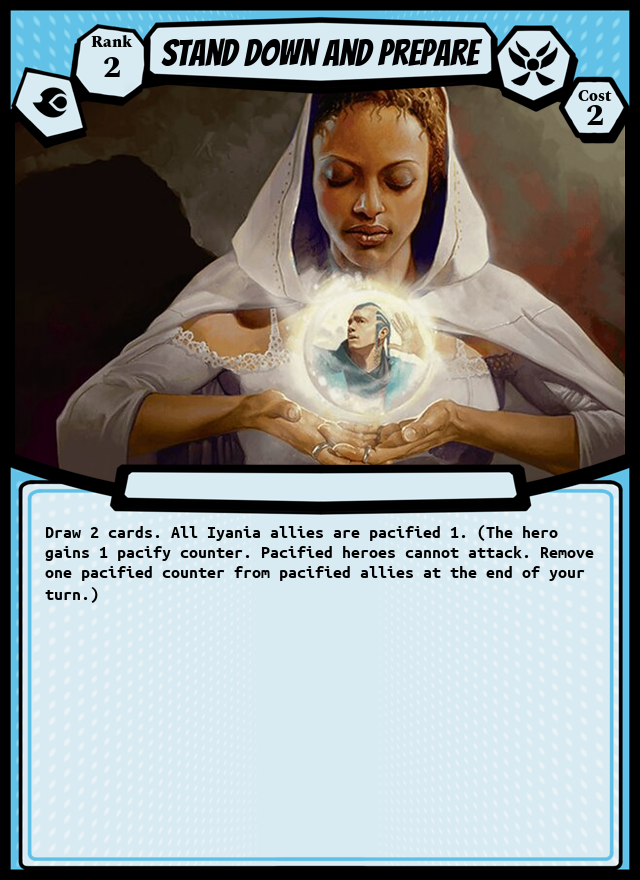 Rank
2
STAND DOWN AND PREPARE
Cost
2
Draw 2 cards. All Iyania allies are pacified 1. (The hero
gains 1 pacify counter. Pacified heroes cannot attack. Remove
one pacified counter from pacified allies at the end of your
turn.)